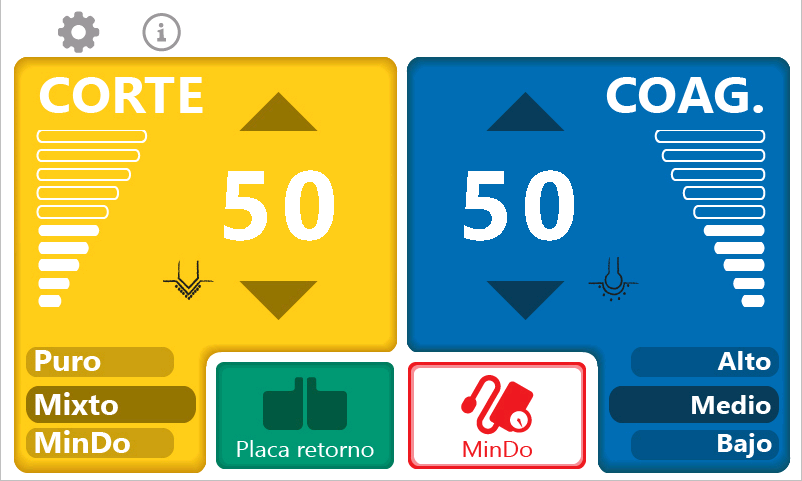 CORTE
50
Puro
Mixto
MinDo
COAG.
50
Alto
Medio
Bajo
Placa retorno
MinDo